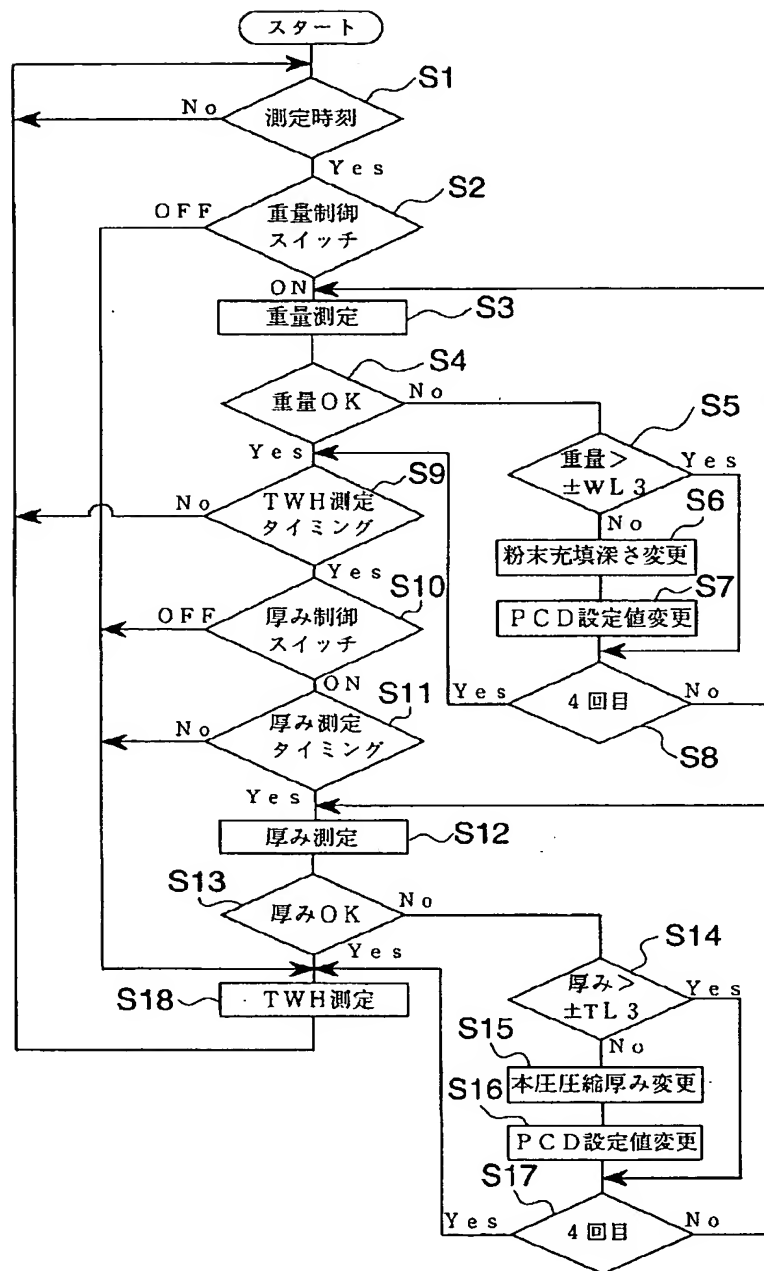 スタート
S1
No
測定時刻
Yes
S2
OFF
重量制御
スイッチ
ON
S3
重量測定
S4
重量OK
No
Yes
S5
重量>
±WL3
Yes
No
S6
粉末充填深さ変更
S7
PCD設定値変更
Yes
4回目
No
S8
S9
No
TWH測定
タイミング
Yes
S10
OFF
厚み制御
スイッチ
ON
S11
No
厚み測定
タイミング
Yes
厚み測定
S12
S13
厚みOK
No
Yes
S14
厚み>
±TL3
Yes
No
S15
本圧圧縮厚み変更
S16
PCD設定値変更
S17
Yes
4回目
No
S18
TWH測定